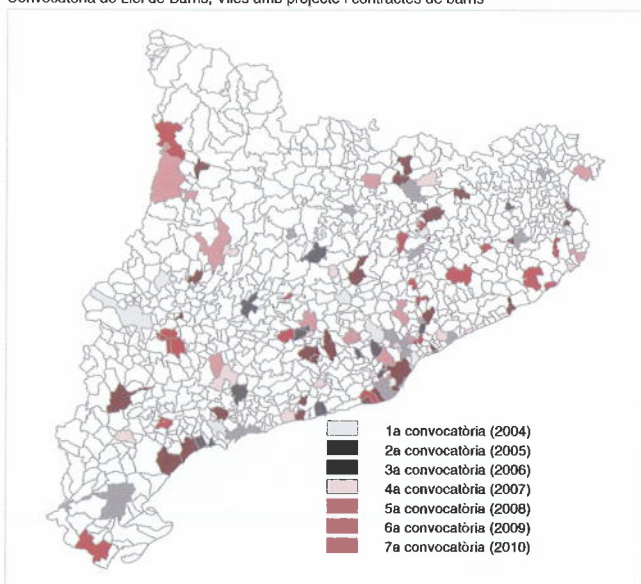 Convocatòria de Llei de Barris, Viles amb projecte i contractes de barris
1a convocatòria (2004)
2a convocatòria (2005)
3a convocatòria (2006)
4a convocatòria (2007)
5a convocatòria (2008)
6a convocatòria (2009)
7a convocatòria (2010)